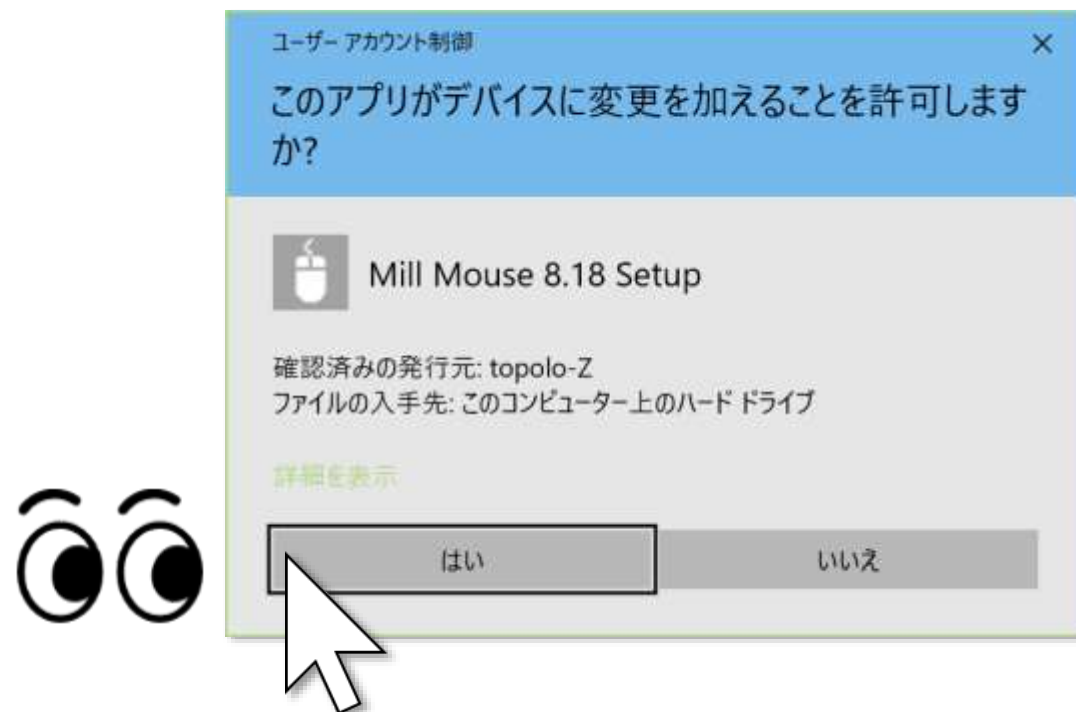 ユーザー アカウント制御
このアプリがデバイスに変更を加えることを許可します
か?
Mill Mouse 8.18 Setup
確認済みの発行元: topolo-Z
ファイルの入手先: このコンピューター上のハード ドライブ
詳細を表示
はい
いいえ